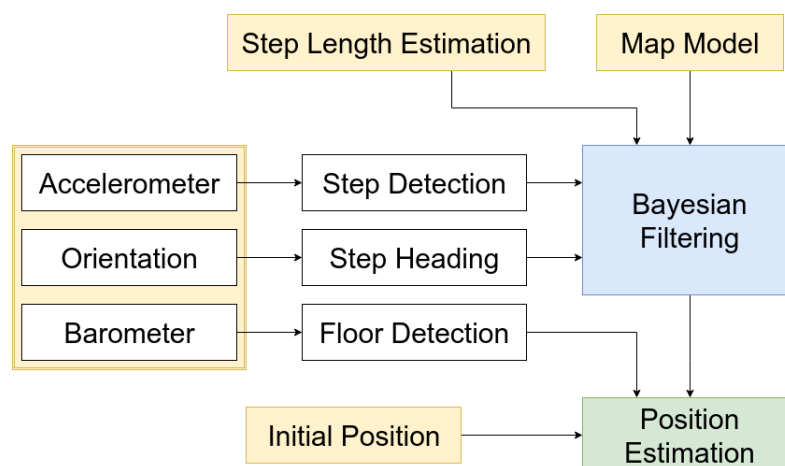 Step Length Estimation
Map Model
Accelerometer
Step Detection
Bayesian
Filtering
Orientation
Step Heading
Barometer
Floor Detection
Initial Position
Position
Estimation